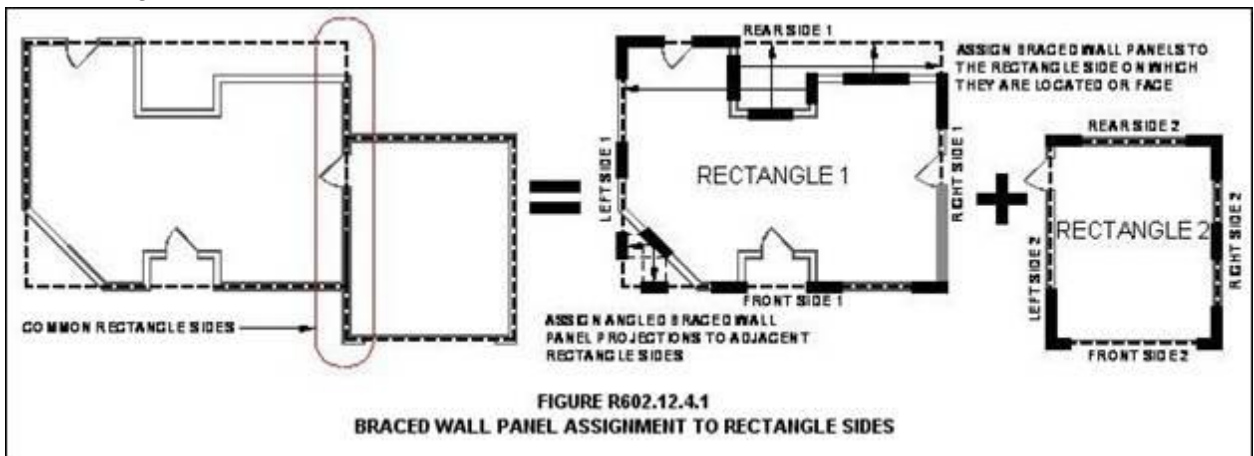 REAR SIDE 1
ASSIGN BRACED WALL PANELS TO
THE RECTANGLE SIDE ON WHICH
THEY ARE LOCATED OR FACE
REAR SIDE 2
LEFT SIDE 1
RECTANGLE 1
RIGHT SIDE 1
LEFT SIDE 2
RECTANGLE 2
RIGHT SIDE 2
FRONT SIDE 1
COMMON RECTANGLE SIDES
ASSIGN ANGLED BRACED WALL
PANEL PROJECTIONS TO ADJACENT
RECTANGLE SIDES
FRONT SIDE 2
FIGURE R602.12.4.1
BRACED WALL PANEL ASSIGNMENT TO RECTANGLE SIDES